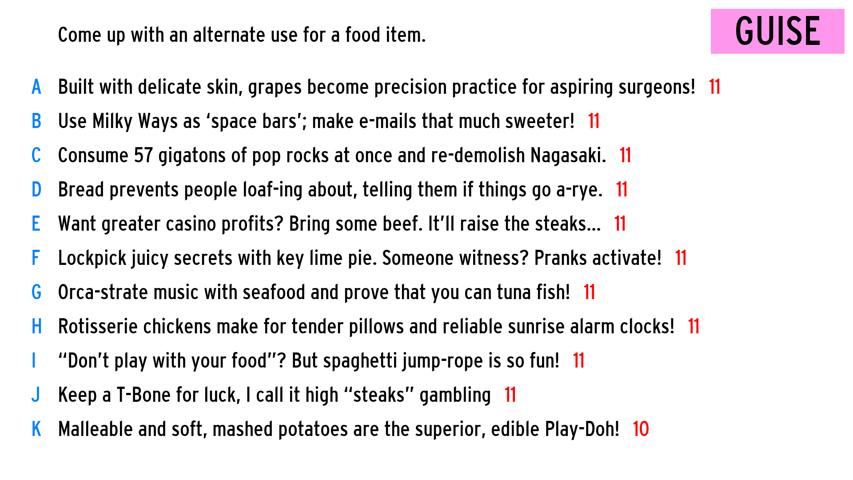 Come up with an alternate use for a food item.
GUISE
A Built with delicate skin, grapes become precision practice for aspiring surgeons! 11
B Use Milky Ways as ‘space bars’; make e-mails that much sweeter! 11
C Consume 57 gigatons of pop rocks at once and re-demolish Nagasaki. 11
D Bread prevents people loaf-ing about, telling them if things go a-rye. 11
E Want greater casino profits? Bring some beef. It’ll raise the steaks... 11
F Lockpick juicy secrets with key lime pie. Someone witness? Pranks activate! 11
G Orca-strate music with seafood and prove that you can tuna fish! 11
H Rotisserie chickens make for tender pillows and reliable sunrise alarm clocks! 11
I “Don’t play with your food”? But spaghetti jump-rope is so fun! 11
J Keep a T-Bone for luck, I call it high “steaks” gambling 11
K Malleable and soft, mashed potatoes are the superior, edible Play-Doh! 10